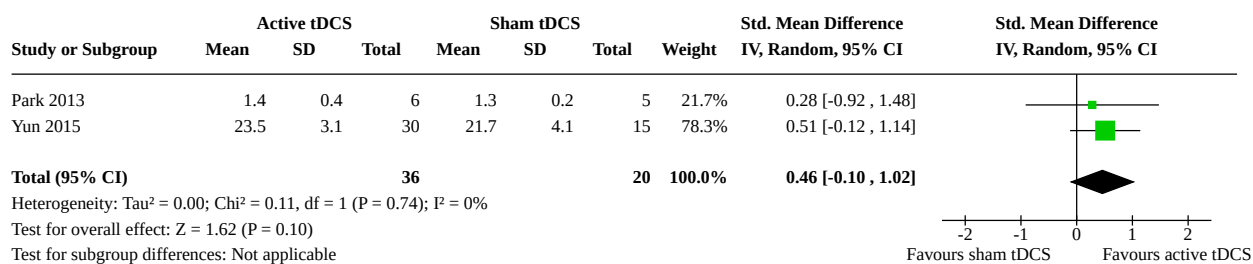 Active tDCS Sham tDCS Std. Mean Difference Std. Mean Difference
Study or Subgroup Mean SD Total Mean SD Total Weight IV, Random, 95% CI IV, Random, 95% CI
Park 2013 1.4 0.4 6 1.3 0.2 5 21.7% 0.28 [-0.92 , 1.48]
Yun 2015 23.5 3.1 30 21.7 4.1 15 78.3% 0.51 [-0.12 , 1.14]
Total (95% CI) 36 20 100.0% 0.46 [-0.10 , 1.02]
Heterogeneity: Tau² = 0.00; Chi² = 0.11, df = 1 (P = 0.74); I² = 0%
Test for overall effect: Z = 1.62 (P = 0.10) -2 -1 0 1 2
Test for subgroup differences: Not applicable Favours sham tDCS Favours active tDCS